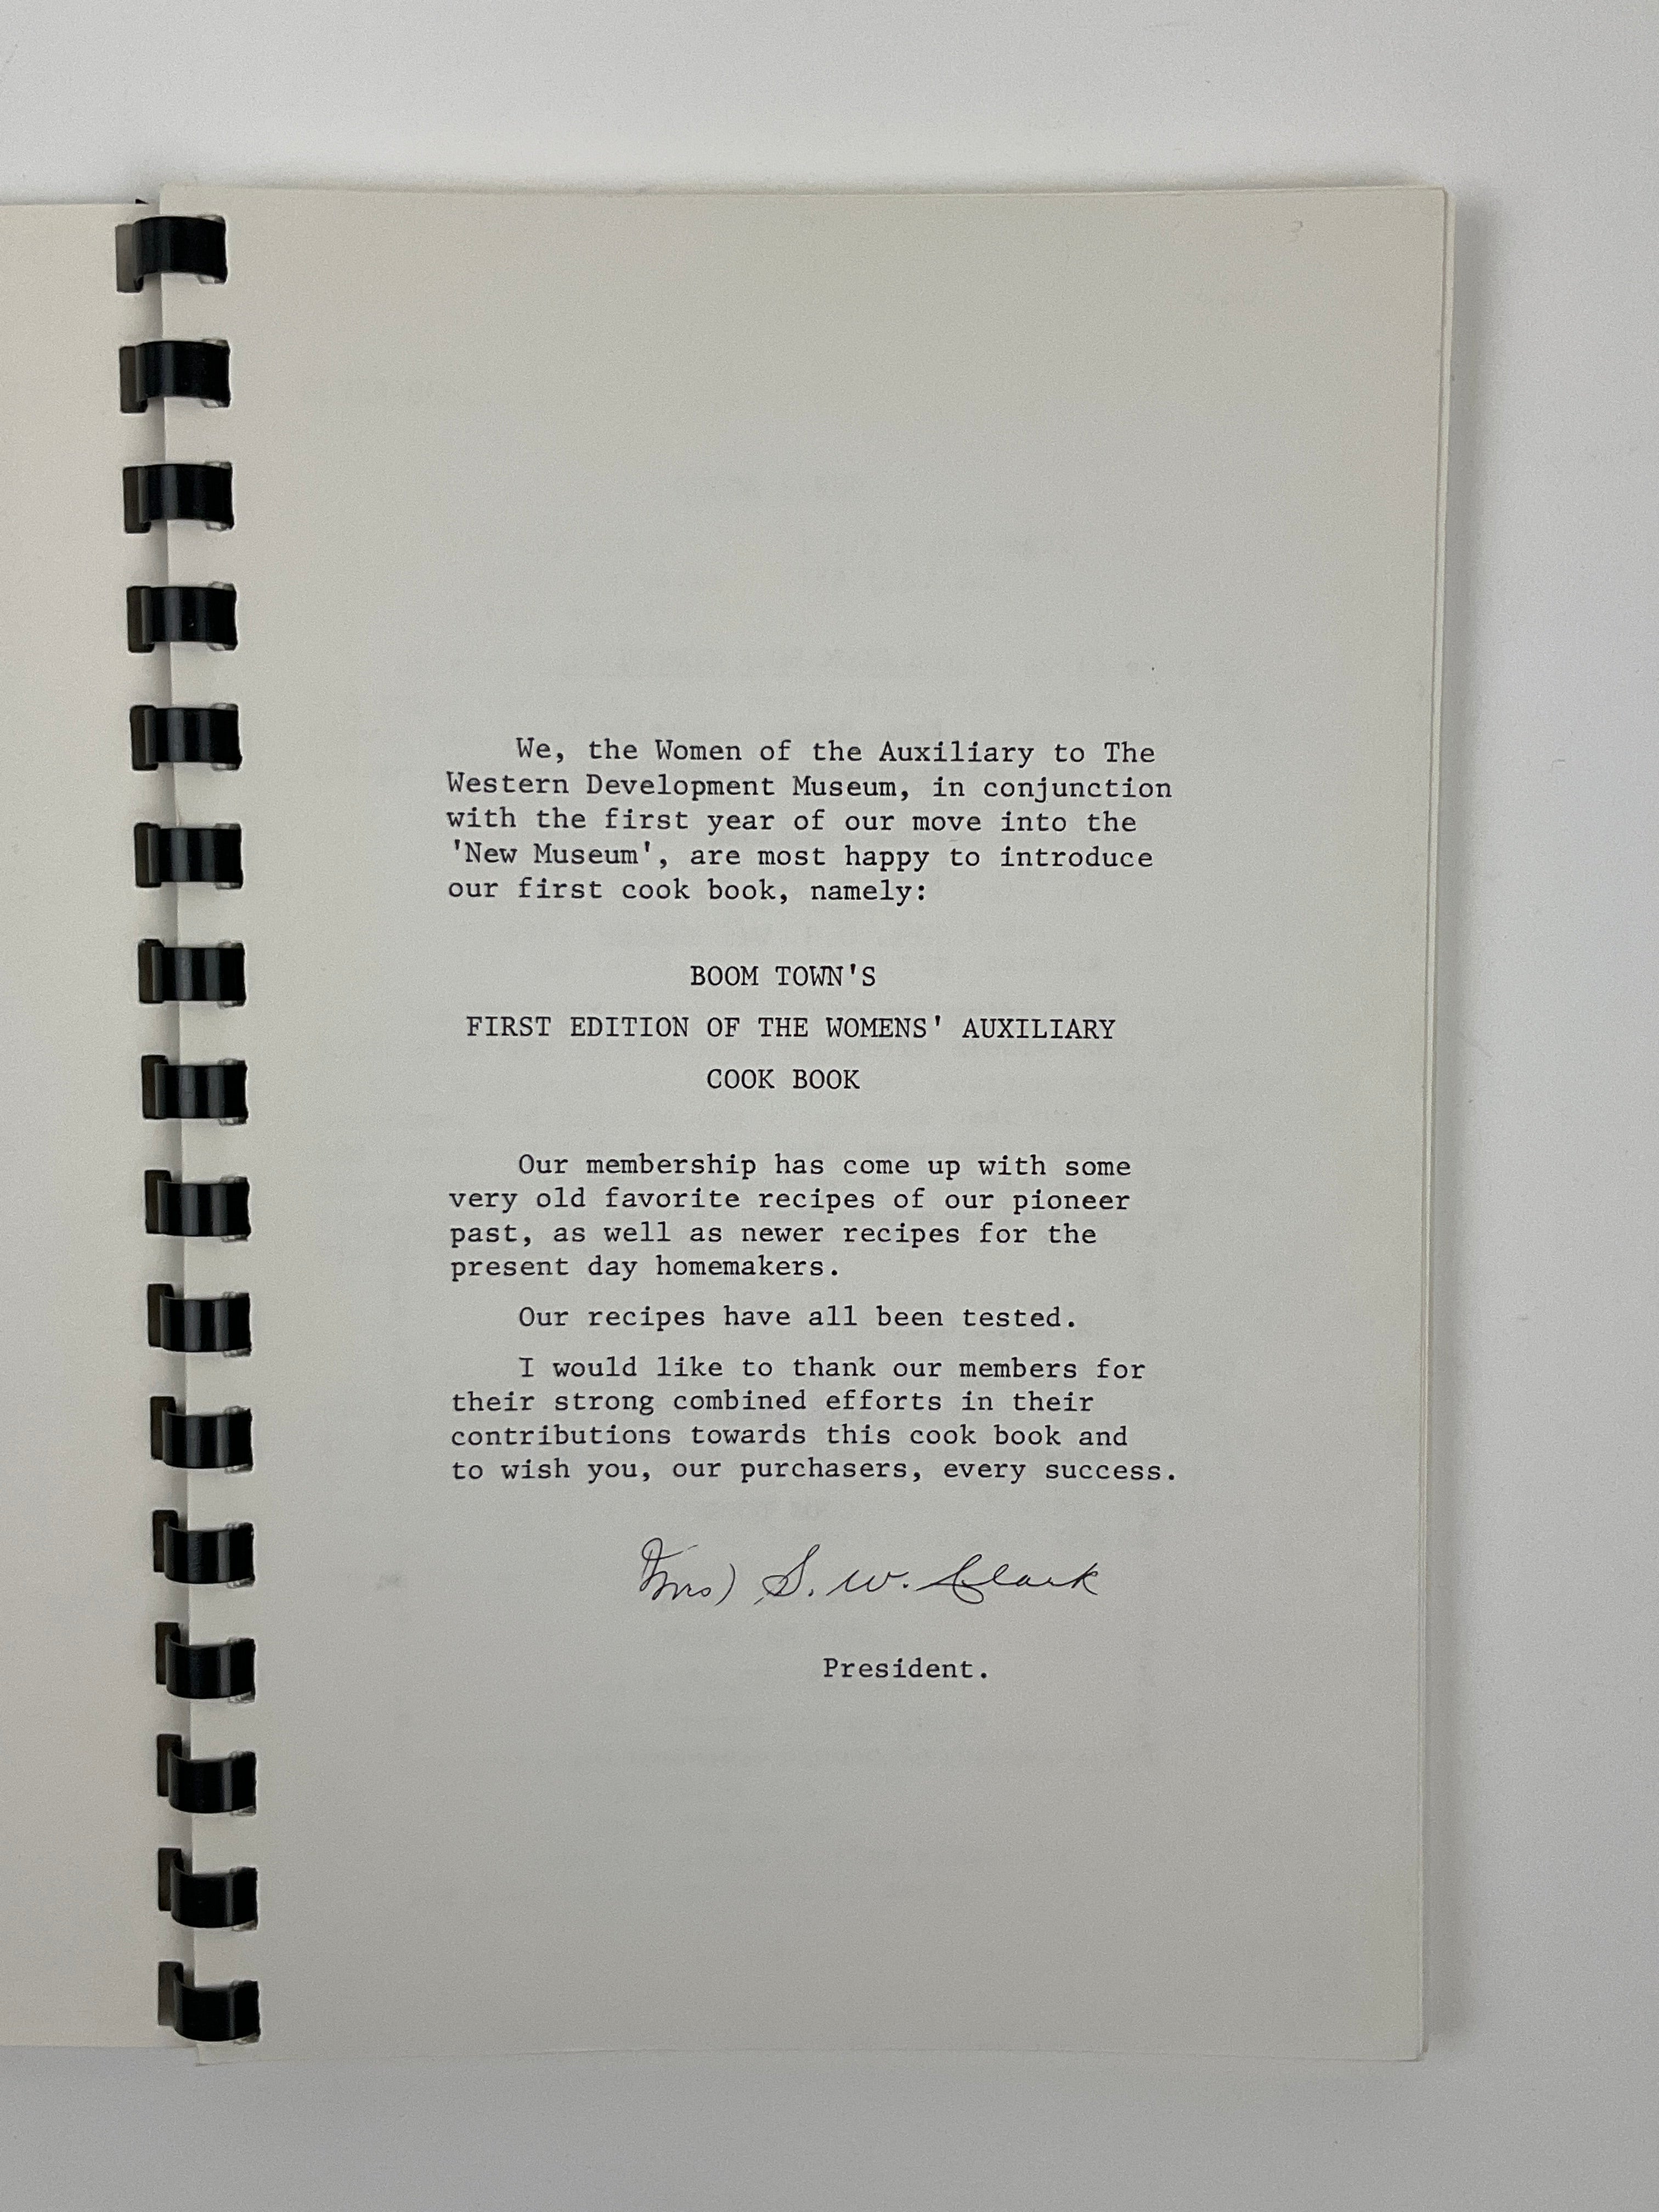 We, the Women of the Auxiliary to The
Western Development Museum, in conjunction
with the first year of our move into the
'New Museum', are most happy to introduce
our first cook book, namely:
BOOM TOWN'S
FIRST EDITION OF THE WOMENS' AUXILIARY
COOK BOOK
Our membership has come up with some
very old favorite recipes of our pioneer
past, as well as newer recipes for the
present day homemakers.
Our recipes have all been tested.
I would like to thank our members for
their strong combined efforts in their
contributions towards this cook book and
to wish you, our purchasers, every success.
Mrs) S. W. Clark
President.